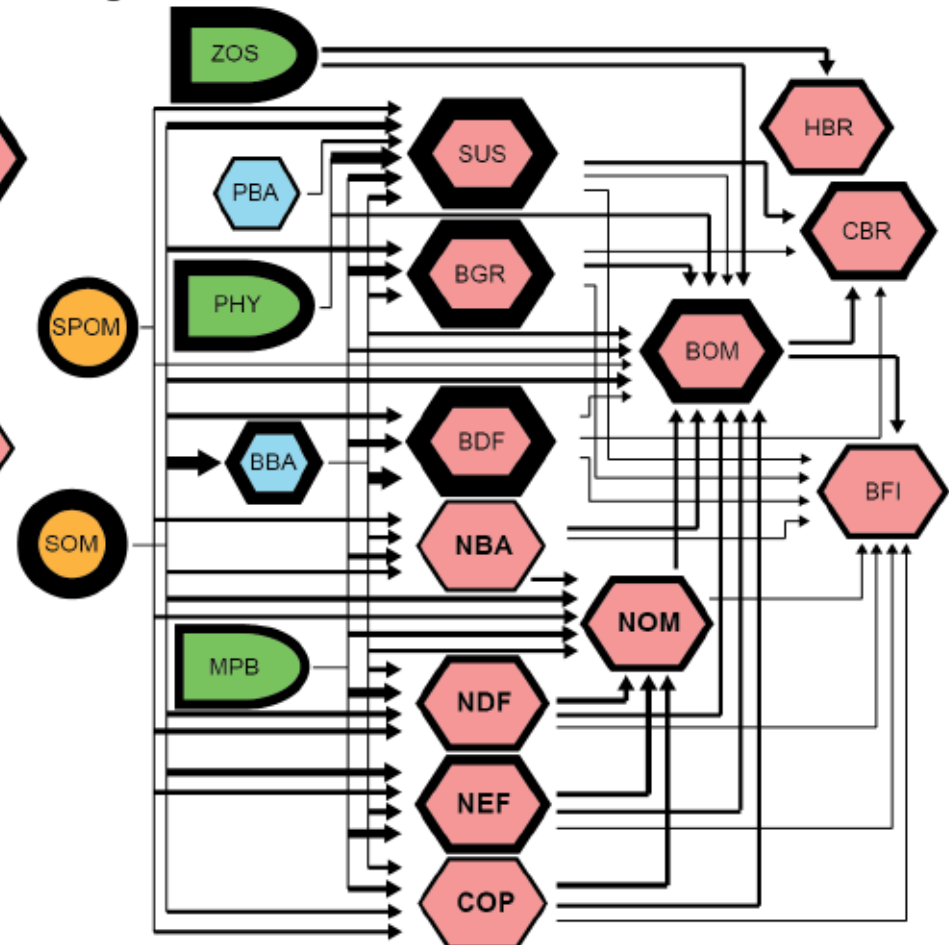 ZOS
HBR
SUS
PBA
CBR
BGR
PHY
SPOM
BOM
BDF
BBA
BFI
SOM
NBA
NOM
MPB
NDF
NEF
COP